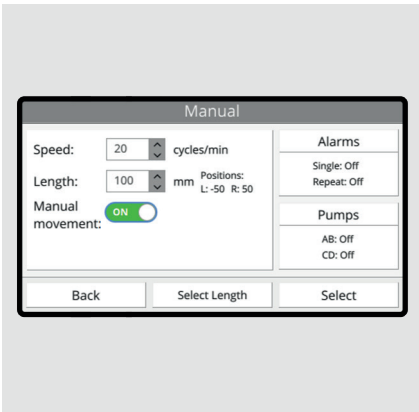 Manual
Speed: 20 cycles/min
Length: 100 mm Positions:
L: -50 R: 50
Manual
movement: ON
Alarms
Single: Off
Repeat: Off
Pumps
AB: Off
CD: Off
Back Select Length Select